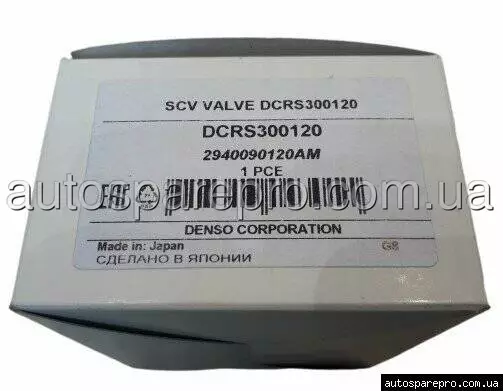 SCV VALVE DCRS300120
DCRS300120
2940090120AM
1 PCE
EAC
autosparepro.com.ua
DENSO CORPORATION
Made in: Japan G8
СДЕЛАНО В ЯПОНИИ
autosparepro.com.ua